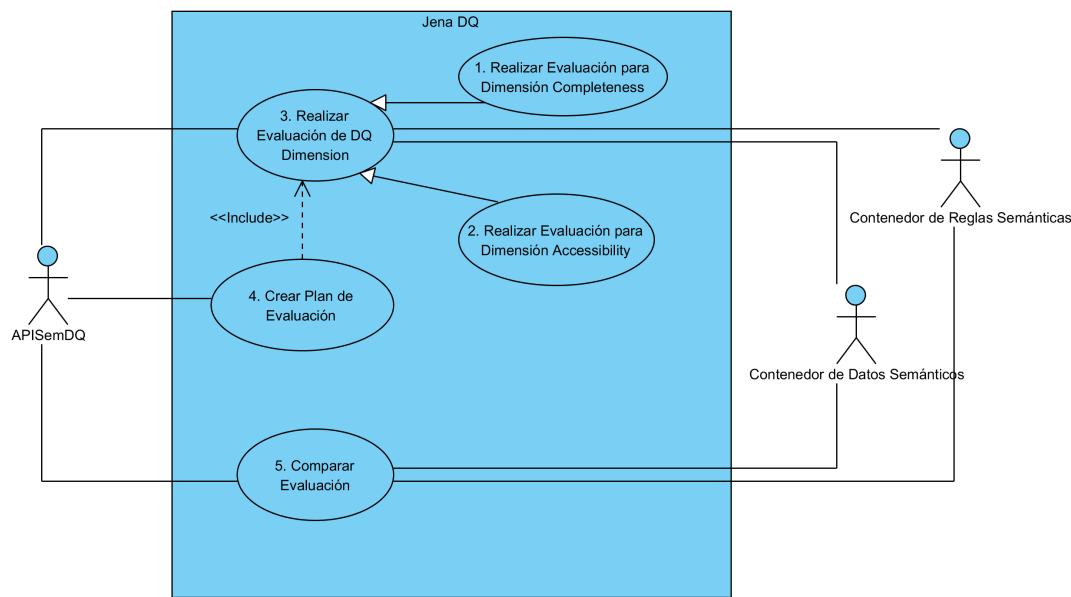 Jena DQ
1. Realizar Evaluación para
Dimensión Completeness
3. Realizar
Evaluación de DQ
Dimension
<<Include>>
2. Realizar Evaluación para
Dimensión Accessibility
Contenedor de Reglas Semánticas
4. Crear Plan de
Evaluación
APISemDQ
Contenedor de Datos Semánticos
5. Comparar
Evaluación